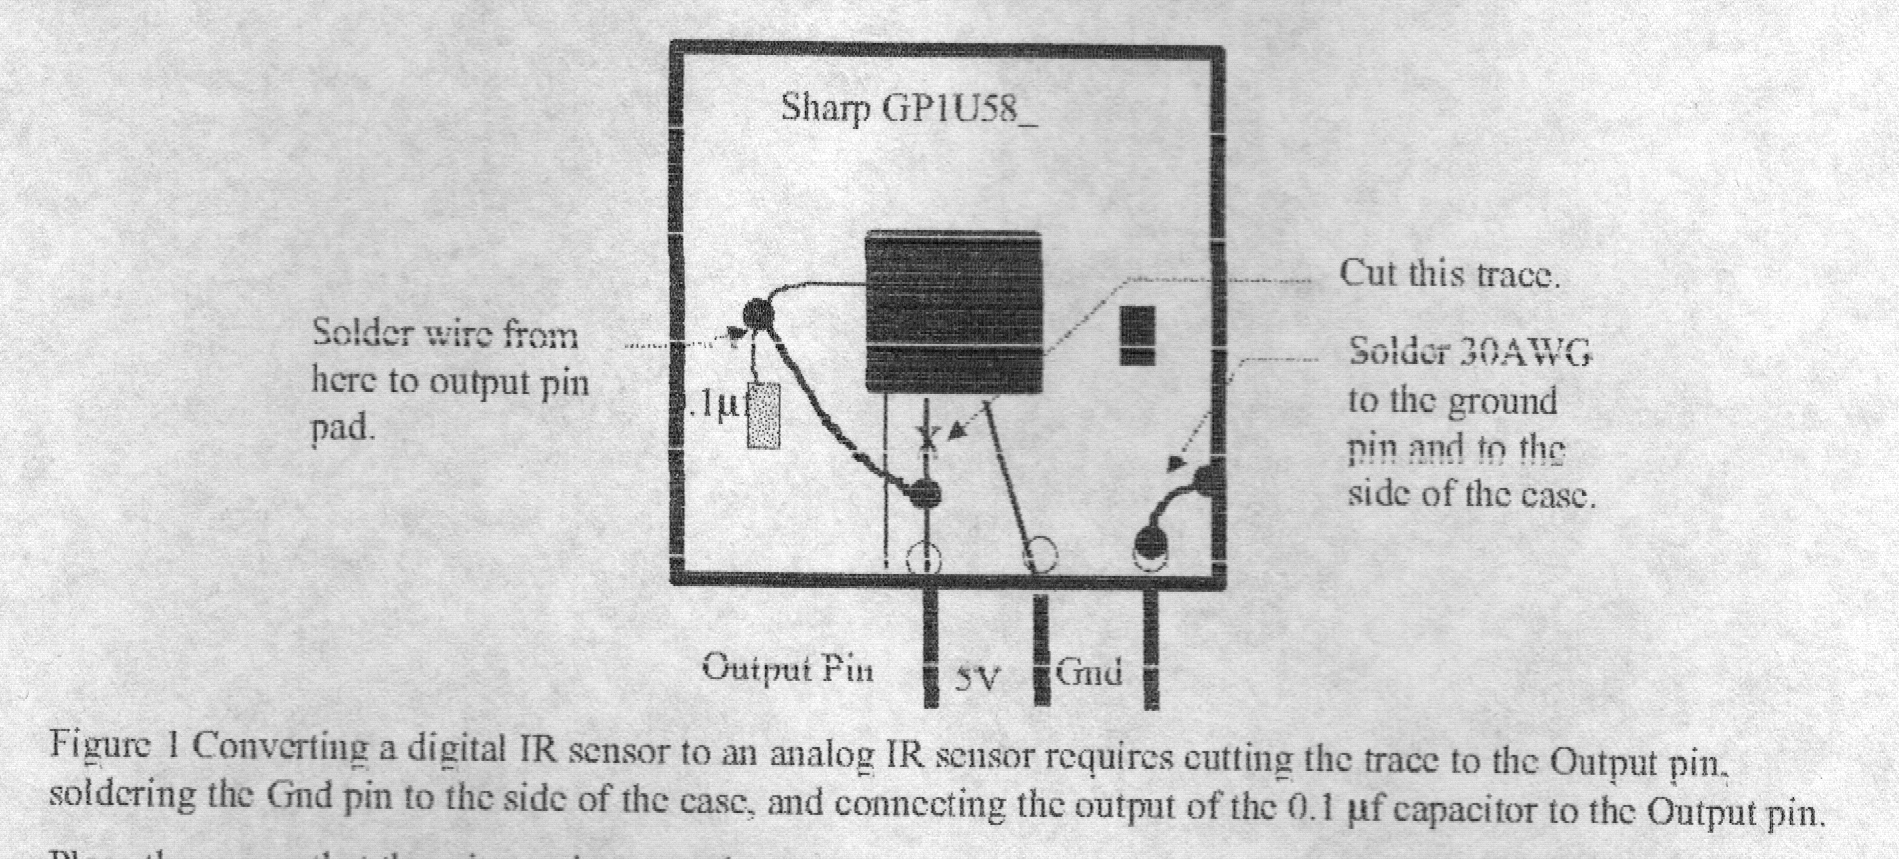 Sharp GP1U58_
Cut this trace.
Solder wire from
here to output pin
pad.
.1µf
Solder 30AWG
to the ground
pin and to the
side of the case.
X
Output Pin
5V
Gnd
Figure 1 Converting a digital IR sensor to an analog IR sensor requires cutting the trace to the Output pin,
soldering the Gnd pin to the side of the case, and connecting the output of the 0.1 µf capacitor to the Output pin.